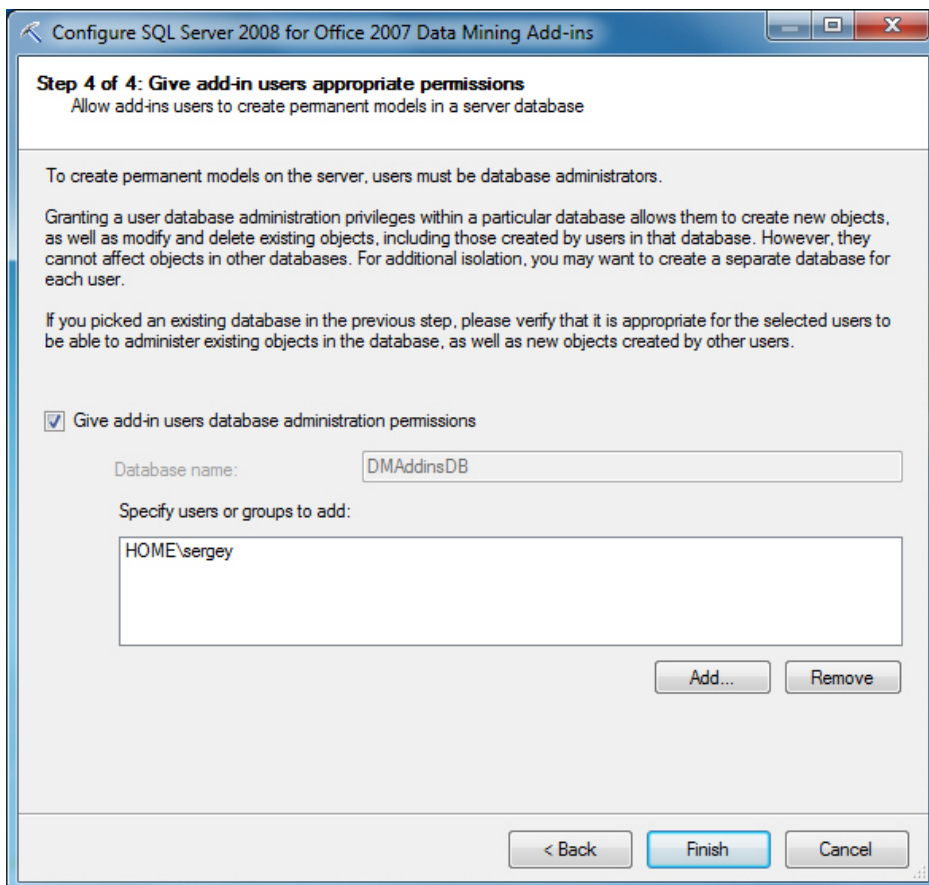 Configure SQL Server 2008 for Office 2007 Data Mining Add-ins
Step 4 of 4: Give add-in users appropriate permissions
Allow add-ins users to create permanent models in a server database
To create permanent models on the server, users must be database administrators.
Granting a user database administration privileges within a particular database allows them to create new objects,
as well as modify and delete existing objects, including those created by users in that database. However, they
cannot affect objects in other databases. For additional isolation, you may want to create a separate database for
each user.
If you picked an existing database in the previous step, please verify that it is appropriate for the selected users to
be able to administer existing objects in the database, as well as new objects created by other users.
Give add-in users database administration permissions
Database name: DMAddinsDB
Specify users or groups to add:
HOME\sergey
Add... Remove
< Back Finish Cancel